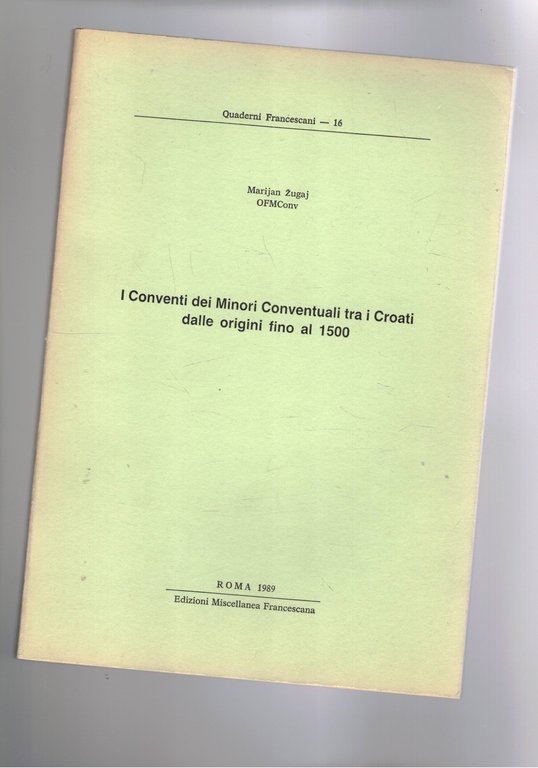 Quaderni Francescani — 16
Marijan Žugaj
OFMConv
I Conventi dei Minori Conventuali tra i Croati
dalle origini fino al 1500
ROMA 1989
Edizioni Miscellanea Francescana